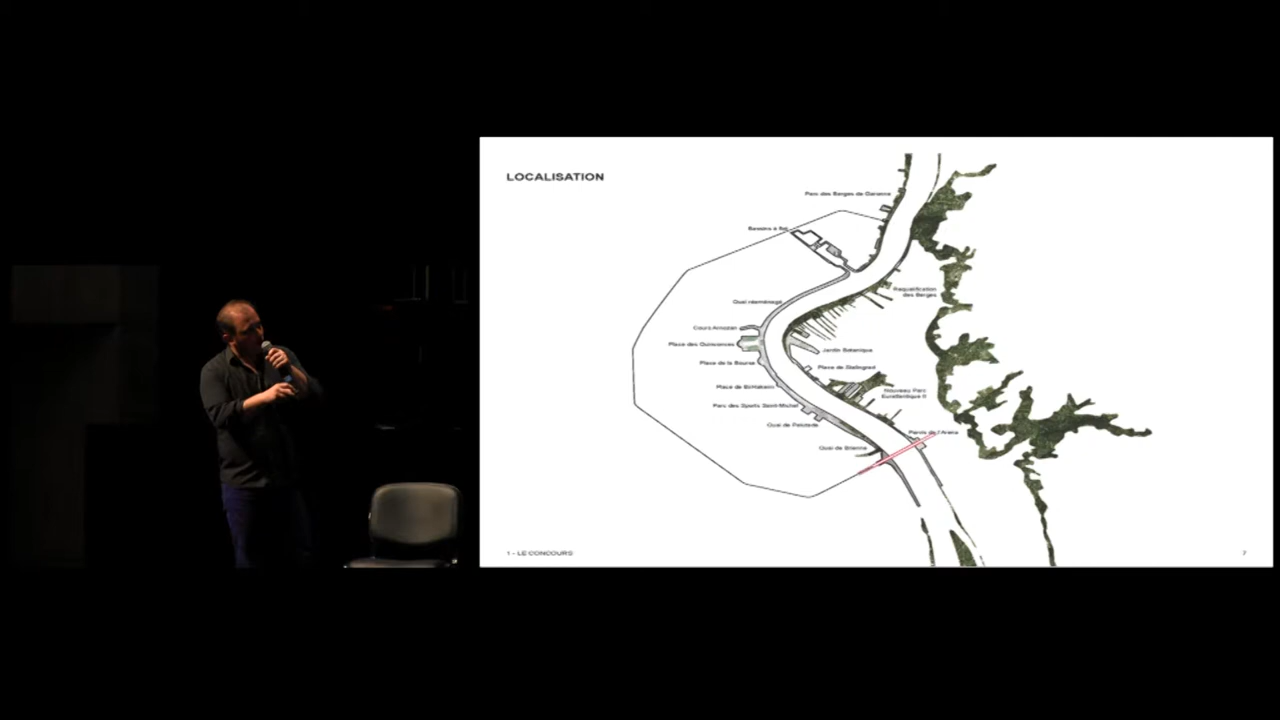 LOCALISATION
Parc des Berges de Garonne
Bassins à flot
Requalification
des Berges
Quai réaménagé
Cours Arnozan
Place des Quinconces
Jardin Botanique
Place de la Bourse
Place de Stalingrad
Place de Bir-Hakeim
Nouveau Parc
Parc des Sports Saint-Michel
Quai de Paludate
Parvis de l'Arena
Quai de Brienne
1 - LE CONCOURS
7